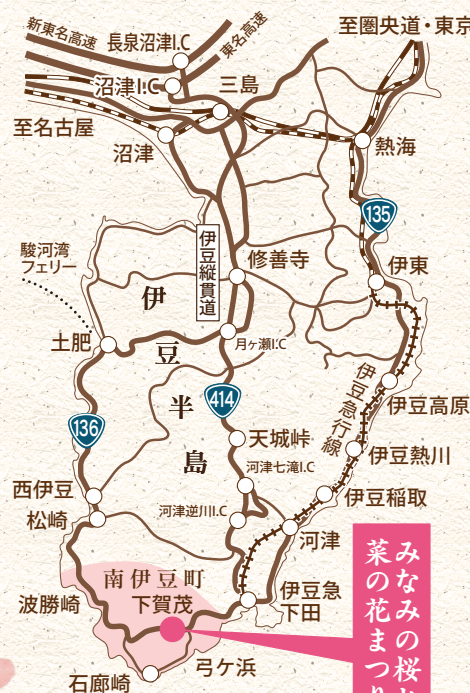 新東名高速
長泉沼津I.C
東名高速
至圏央道・東京
沼津I.C
三島
至名古屋
沼津
熱海
135
駿河湾
フェリー
伊豆縦貫道
修善寺
伊東
伊豆半島
土肥
月ヶ瀬I.C
136
414
伊豆急行線
伊豆高原
天城峠
伊豆熱川
西伊豆
河津七滝I.C
伊豆稲取
松崎
河津逆川I.C
河津
南伊豆町
波勝崎
下賀茂
伊豆急
下田
みなみの桜
菜の花まつ
弓ヶ浜
石廊崎